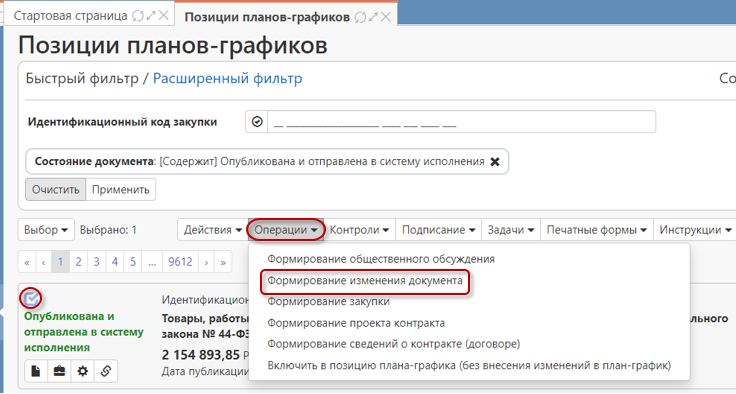 Стартовая страница
Позиции планов-графиков
Позиции планов-графиков
Быстрый фильтр / Расширенный фильтр
Со
Идентификационный код закупки
Состояние документа: [Содержит] Опубликована и отправлена в систему исполнения
Очистить Применить
Выбор Выбрано: 1 Действия Операции Контроли Подписание Задачи Печатные формы Инструкции
« ‹ 1 2 3 4 5 ... 9612 › »
Формирование общественного обсуждения
Формирование изменения документа
Формирование закупки
Формирование проекта контракта
Формирование сведений о контракте (договоре)
Включить в позицию плана-графика (без внесения изменений в план-график)
Опубликована и
отправлена в систему
исполнения
Идентификацион
Товары, работы льного
закона № 44-ФЗ
2 154 893,85 Р
Дата публикации